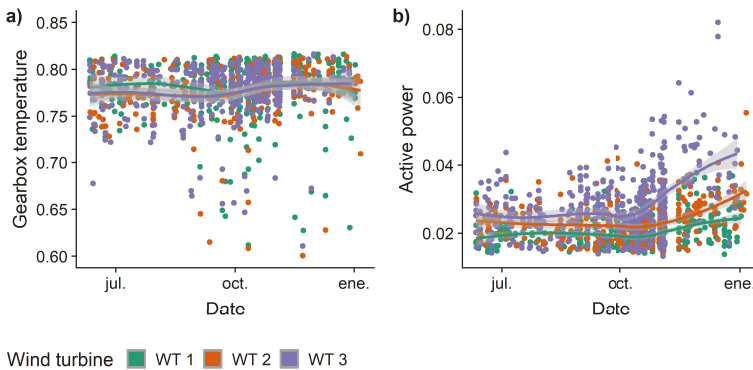 a)
Gearbox temperature
0.85
0.80
0.75
0.70
0.65
0.60
jul.
oct.
ene.
Date
b)
Active power
0.08
0.06
0.04
0.02
jul.
oct.
ene.
Date
Wind turbine WT 1 WT 2 WT 3